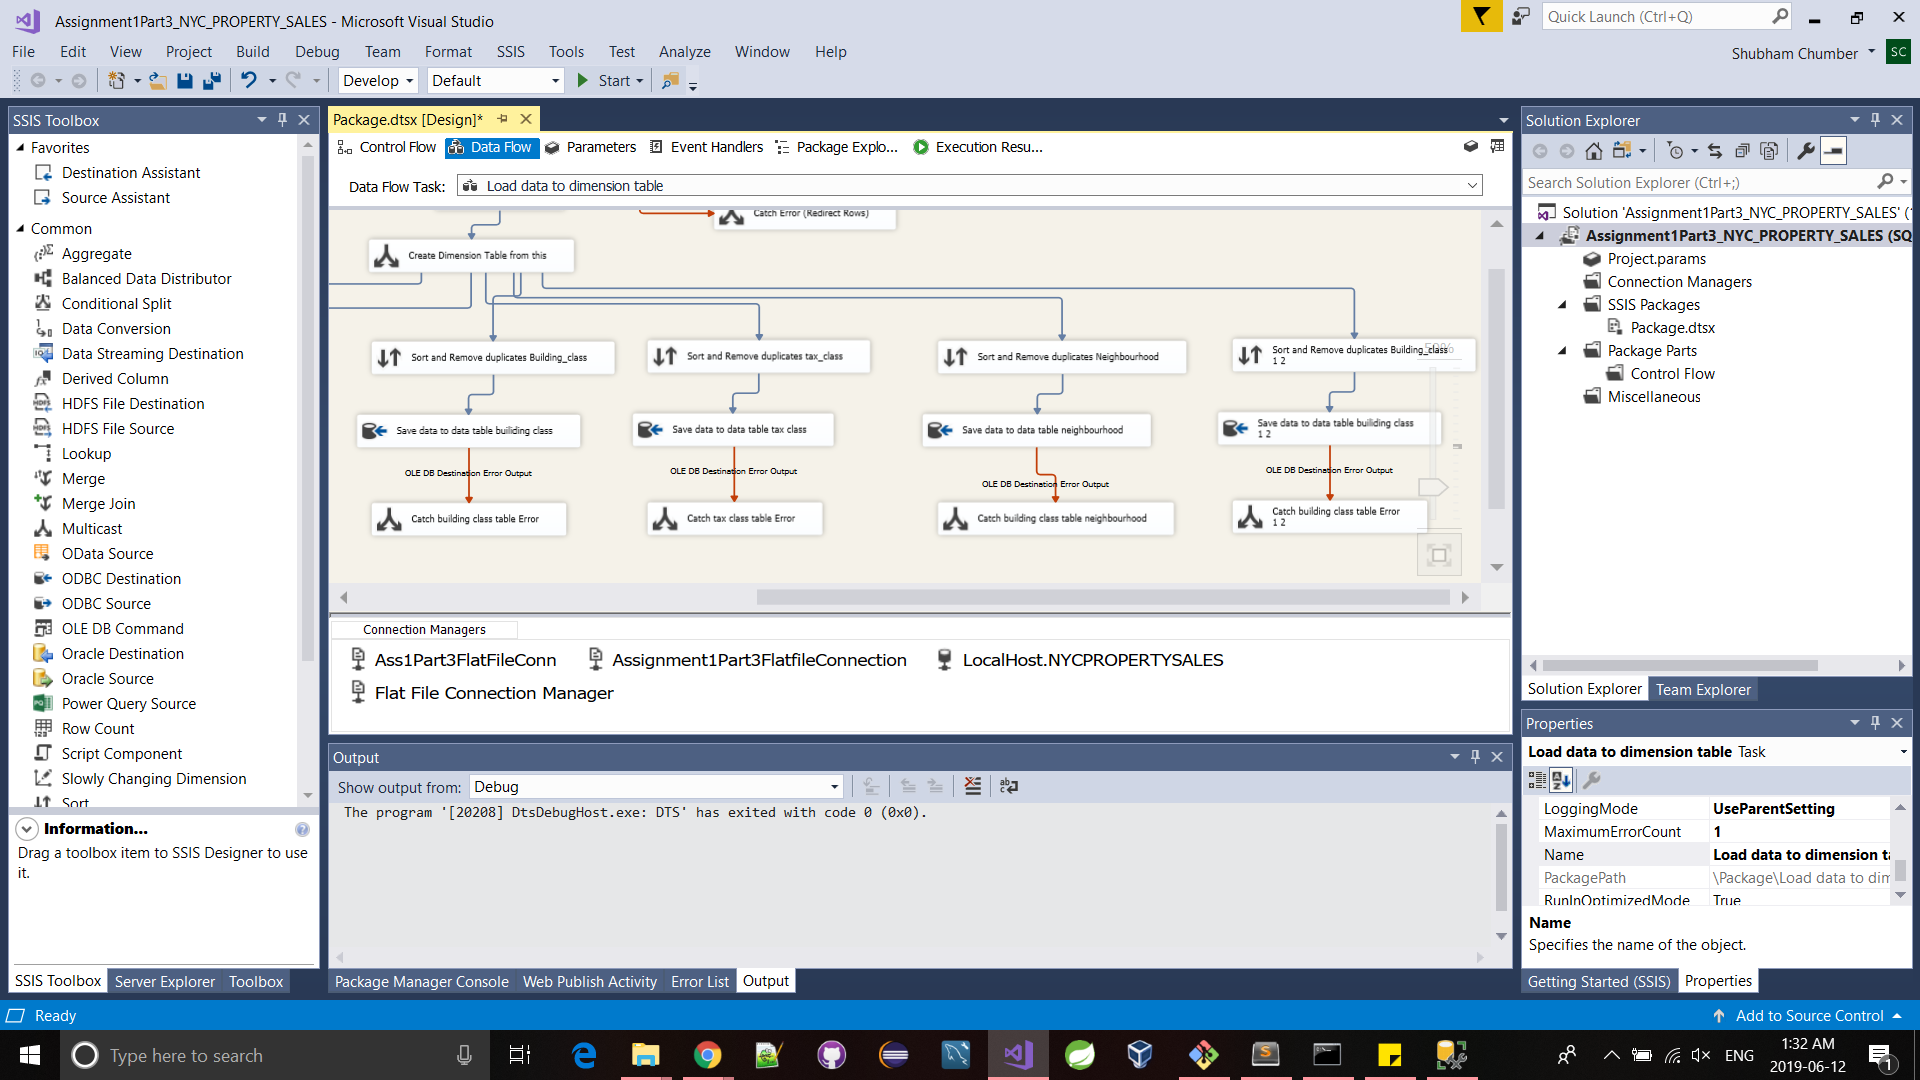 Assignment1Part3_NYC_PROPERTY_SALES - Microsoft Visual Studio
Quick Launch (Ctrl+Q)
File Edit View Project Build Debug Team Format SSIS Tools Test Analyze Window Help
Shubham Chumber SC
Develop Default Start
SSIS Toolbox
Favorites
Destination Assistant
Source Assistant
Common
Aggregate
Balanced Data Distributor
Conditional Split
Data Conversion
Data Streaming Destination
Derived Column
HDFS File Destination
HDFS File Source
Lookup
Merge
Merge Join
Multicast
OData Source
ODBC Destination
ODBC Source
OLE DB Command
Oracle Destination
Oracle Source
Power Query Source
Row Count
Script Component
Slowly Changing Dimension
Sort
Information...
Drag a toolbox item to SSIS Designer to use
it.
SSIS Toolbox Server Explorer Toolbox
Package.dtsx [Design]*
Control Flow Data Flow Parameters Event Handlers Package Explo... Execution Resu...
Data Flow Task: Load data to dimension table
Catch Error (Redirect Rows)
Create Dimension Table from this
Sort and Remove duplicates Building_class
Sort and Remove duplicates tax_class
Sort and Remove duplicates Neighbourhood
Sort and Remove duplicates Building_class
1 2
50%
Save data to data table builiding class
Save data to data table tax class
Save data to data table neighbourhood
Save data to data table builiding class
1 2
OLE DB Destination Error Output
OLE DB Destination Error Output
OLE DB Destination Error Output
OLE DB Destination Error Output
Catch building class table Error
Catch tax class table Error
Catch building class table neighbourhood
Catch building class table Error
1 2
Connection Managers
Ass1Part3FlatFileConn
Assignment1Part3FlatfileConnection
LocalHost.NYCPROPERTYSALES
Flat File Connection Manager
Output
Show output from: Debug
The program '[20208] DtsDebugHost.exe: DTS' has exited with code 0 (0x0).
Package Manager Console Web Publish Activity Error List Output
Solution Explorer
Search Solution Explorer (Ctrl+;)
Solution 'Assignment1Part3_NYC_PROPERTY_SALES' (
Assignment1Part3_NYC_PROPERTY_SALES (SQ
Project.params
Connection Managers
SSIS Packages
Package.dtsx
Package Parts
Control Flow
Miscellaneous
Solution Explorer Team Explorer
Properties
Load data to dimension table Task
LoggingMode UseParentSetting
MaximumErrorCount 1
Name Load data to dimension ta
PackagePath \Package\Load data to dim
RunInOptimizedMode True
Name
Specifies the name of the object.
Getting Started (SSIS) Properties
Ready
Add to Source Control
Type here to search
ENG
1:32 AM
2019-06-12
1